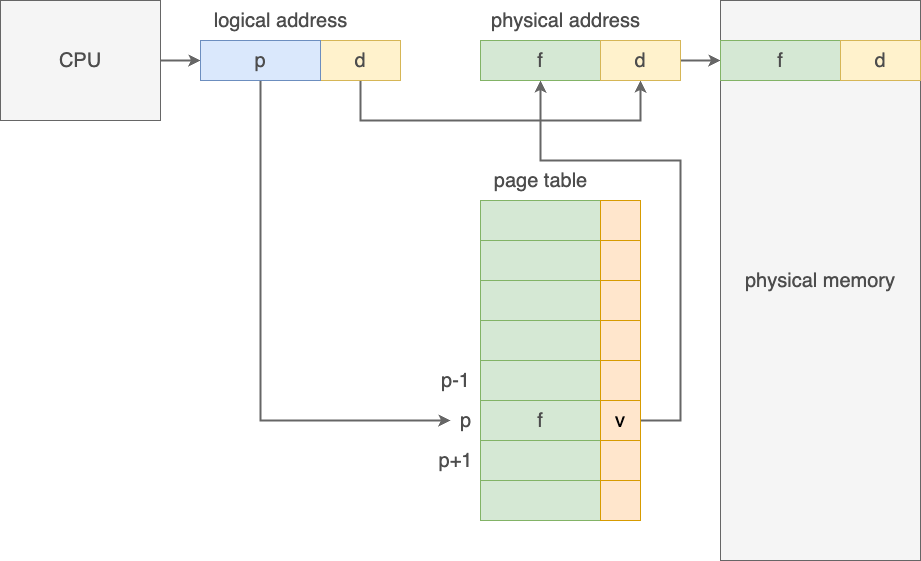 logical address
physical address
CPU
p
d
f
d
f
d
page table
physical memory
p-1
p
f
v
p+1